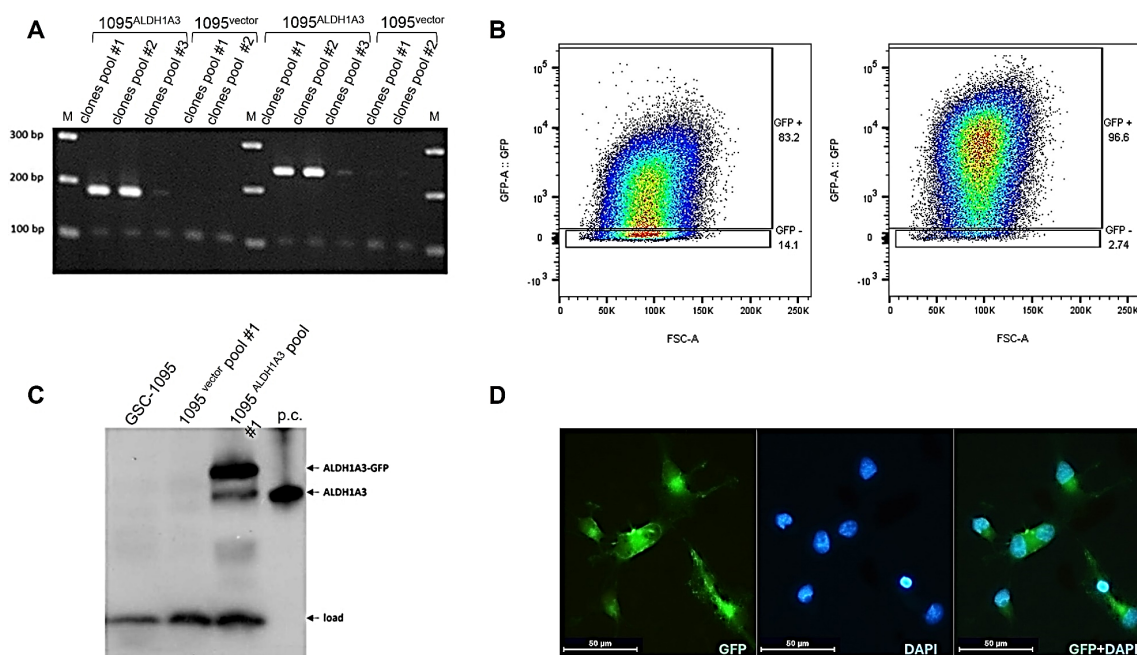 A
1095ALDH1A3
1095vector
1095ALDH1A3
1095vector
M
clones pool #1
clones pool #2
clones pool #3
clones pool #1
clones pool #2
M
clones pool #1
clones pool #2
clones pool #3
clones pool #1
clones pool #2
M
300 bp
200 bp
100 bp
B
GFP-A :: GFP
10 5
10 4
10 3
0
-10 3
GFP +
83.2
GFP -
14.1
0
50K
100K
150K
200K
250K
FSC-A
GFP-A :: GFP
10 5
10 4
10 3
0
-10 3
GFP +
96.6
GFP -
2.74
0
50K
100K
150K
200K
250K
FSC-A
C
GSC-1095
1095 vector pool #1
1095 ALDH1A3 pool
#1
p.c.
ALDH1A3-GFP
ALDH1A3
load
D
50 µm
GFP
50 µm
DAPI
50 µm
GFP+DAPI